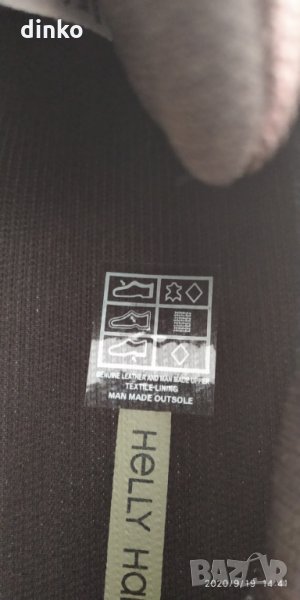 dinko
GENUINE LEATHER AND MAN MADE UPPER
TEXTILE LINING
MAN MADE OUTSOLE
HELLY HA
BAZAR
2020/9/19 14:41